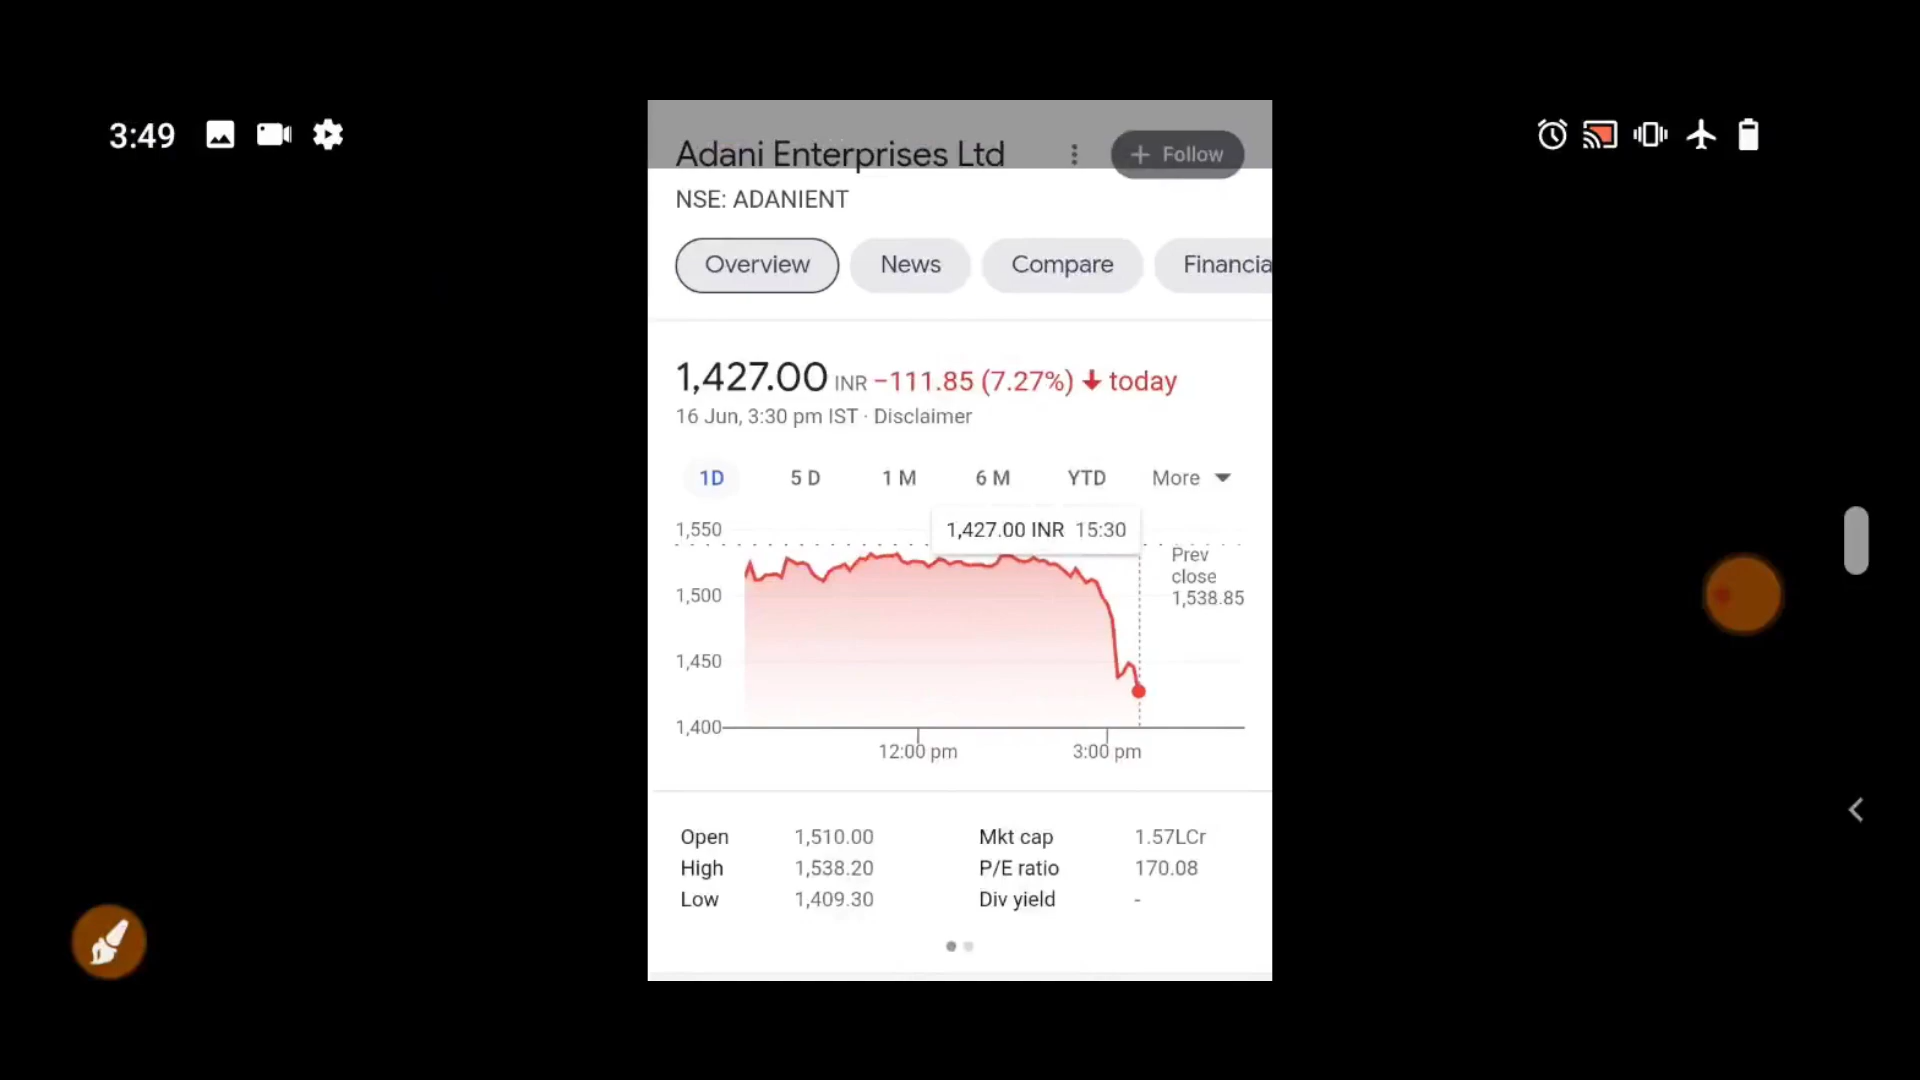 3:49
Adani Enterprises Ltd
+ Follow
NSE: ADANIENT
Overview
News
Compare
Financia
1,427.00 INR −111.85 (7.27%) ↓ today
16 Jun, 3:30 pm IST · Disclaimer
1D
5 D
1 M
6 M
YTD
More
1,427.00 INR 15:30
1,550
1,500
1,450
1,400
Prev
close
1,538.85
12:00 pm
3:00 pm
Open 1,510.00
High 1,538.20
Low 1,409.30
Mkt cap 1.57LCr
P/E ratio 170.08
Div yield -